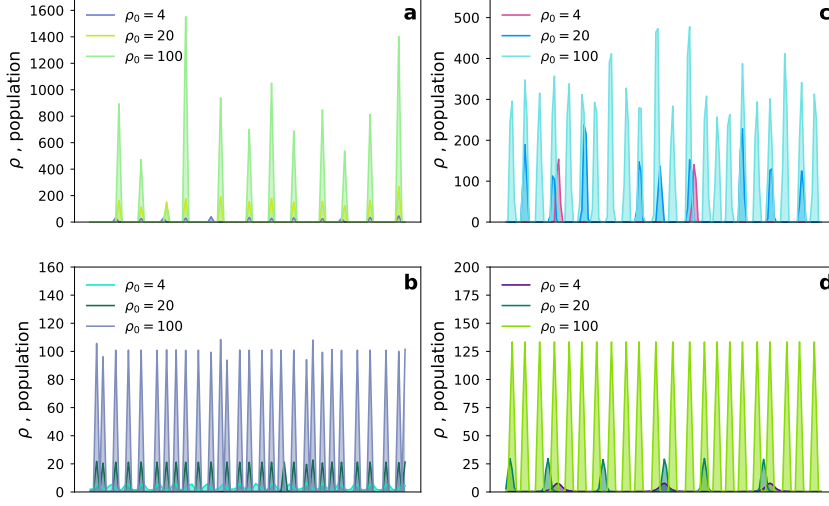 a
ρ₀ = 4
ρ₀ = 20
ρ₀ = 100
1600
1400
1200
1000
800
600
400
200
0
ρ , population
c
ρ₀ = 4
ρ₀ = 20
ρ₀ = 100
500
400
300
200
100
0
ρ , population
b
ρ₀ = 4
ρ₀ = 20
ρ₀ = 100
160
140
120
100
80
60
40
20
0
ρ , population
d
ρ₀ = 4
ρ₀ = 20
ρ₀ = 100
200
175
150
125
100
75
50
25
0
ρ , population